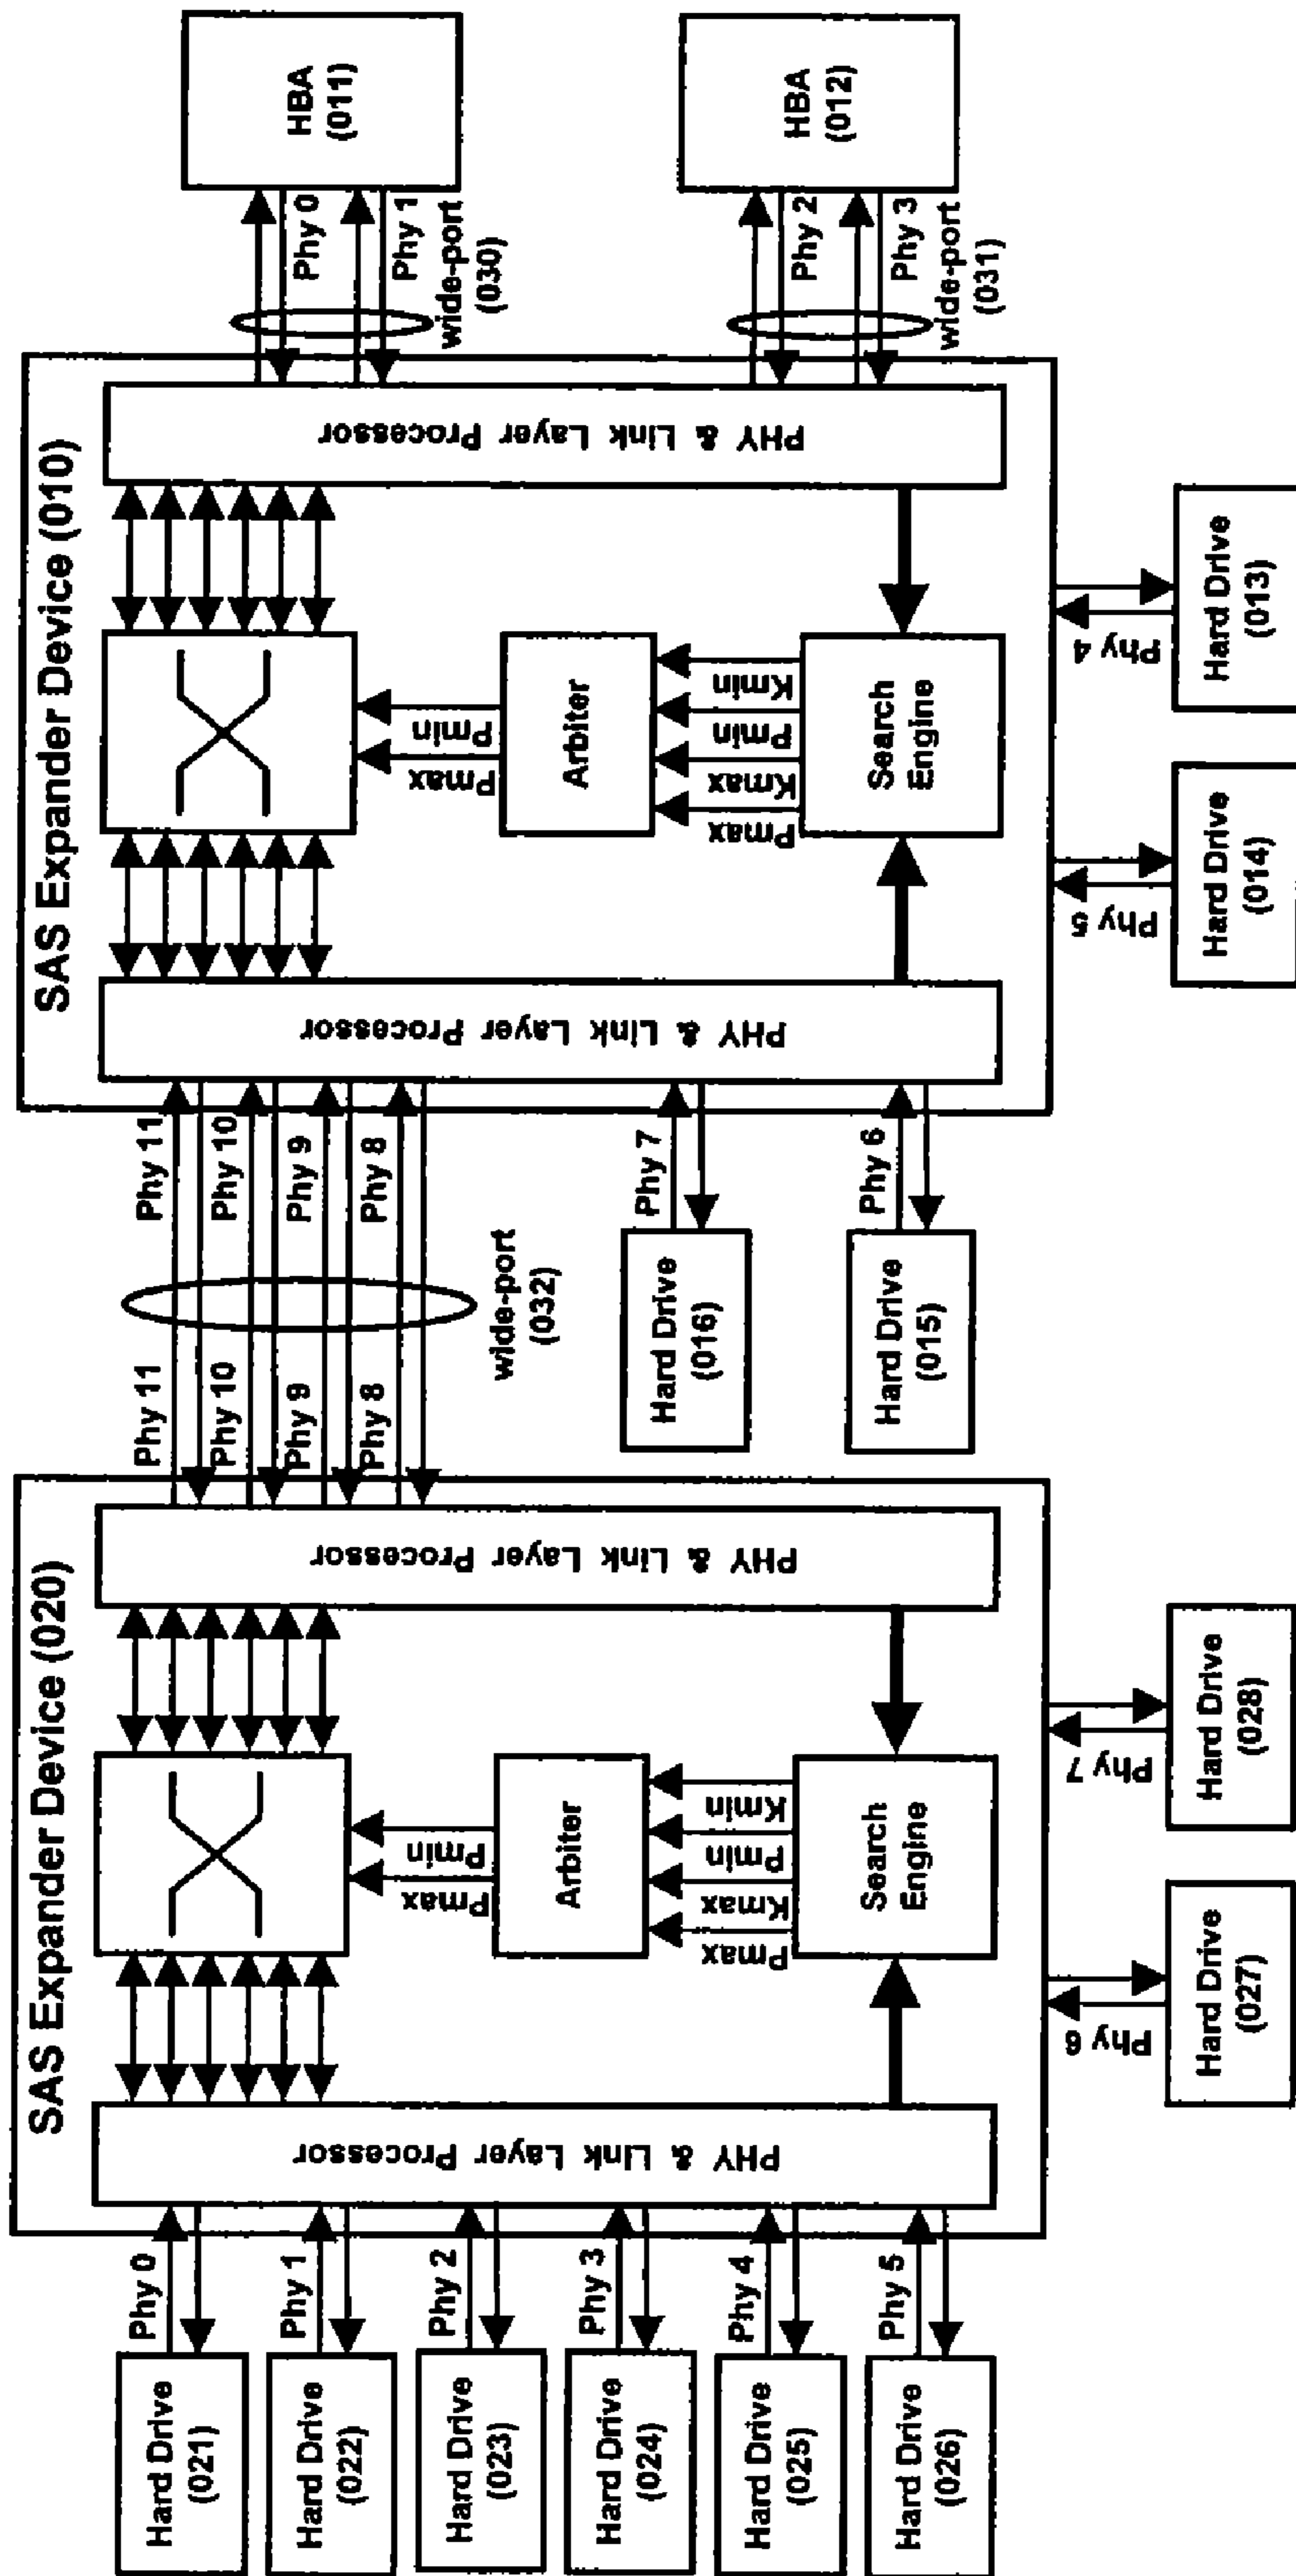 SAS Expander Device (020)
Hard Drive
(021)
Hard Drive
(022)
Hard Drive
(023)
Hard Drive
(024)
Hard Drive
(025)
Hard Drive
(026)
Phy 0
Phy 1
Phy 2
Phy 3
Phy 4
Phy 5
PHY & Link Layer Processor
Arbiter
Pmax
Pmin
Search
Engine
Pmax
Kmax
Pmin
Kmin
PHY & Link Layer Processor
Phy 6
Hard Drive
(027)
Phy 7
Hard Drive
(028)
Phy 11
Phy 10
Phy 9
Phy 8
wide-port
(032)
Phy 11
Phy 10
Phy 9
Phy 8
Hard Drive
(016)
Phy 7
Hard Drive
(015)
Phy 6
SAS Expander Device (010)
PHY & Link Layer Processor
Arbiter
Pmax
Pmin
Search
Engine
Pmax
Kmax
Pmin
Kmin
PHY & Link Layer Processor
Phy 5
Hard Drive
(014)
Phy 4
Hard Drive
(013)
Phy 0
Phy 1
wide-port
(030)
HBA
(011)
Phy 2
Phy 3
wide-port
(031)
HBA
(012)